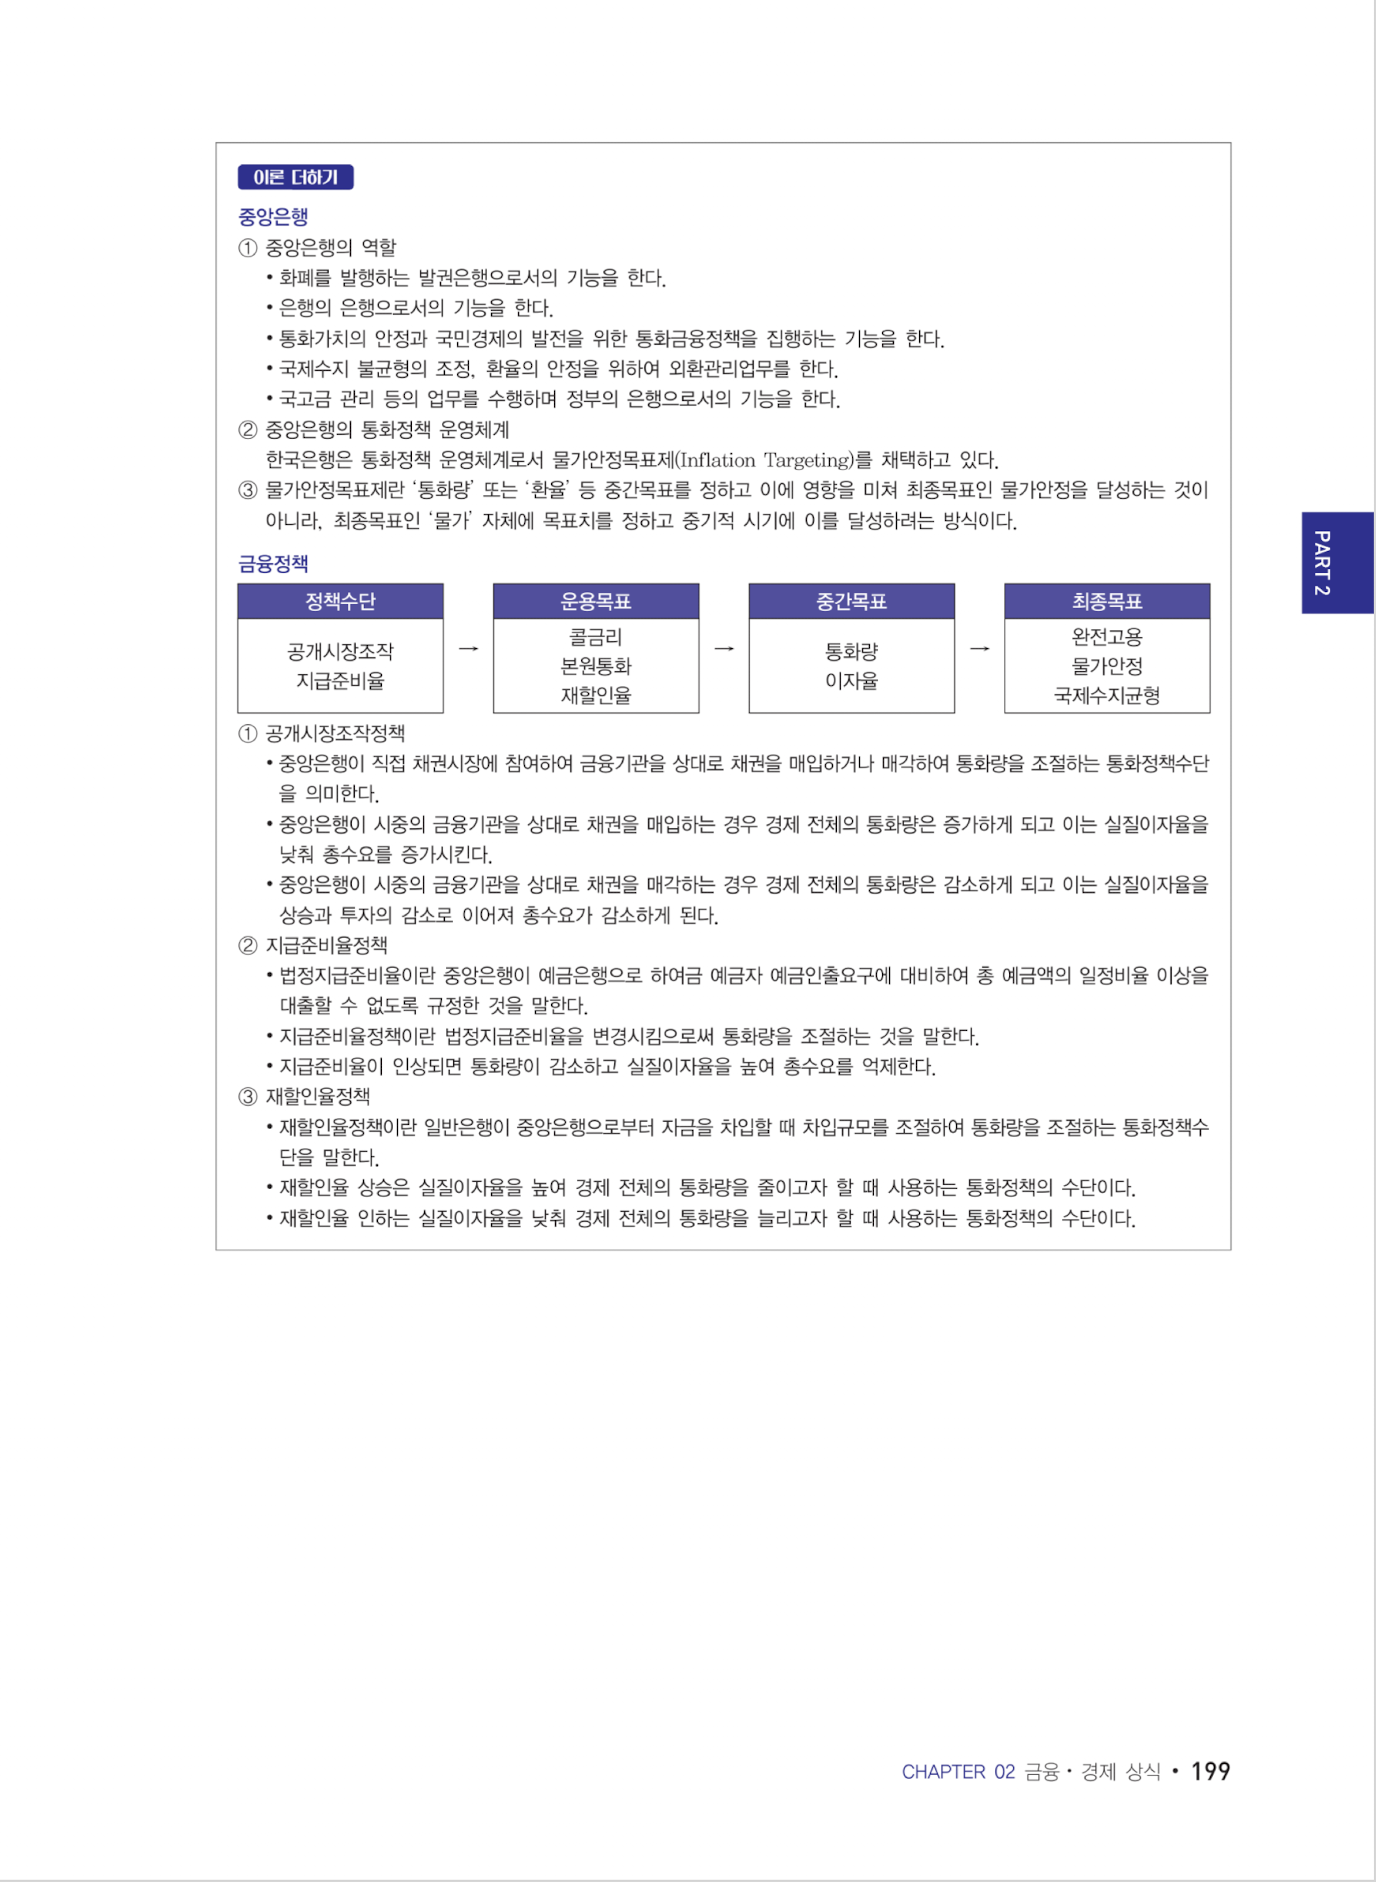 이론 더하기
중앙은행
① 중앙은행의 역할
• 화폐를 발행하는 발권은행으로서의 기능을 한다.
• 은행의 은행으로서의 기능을 한다.
• 통화가치의 안정과 국민경제의 발전을 위한 통화금융정책을 집행하는 기능을 한다.
• 국제수지 불균형의 조정, 환율의 안정을 위하여 외환관리업무를 한다.
• 국고금 관리 등의 업무를 수행하며 정부의 은행으로서의 기능을 한다.
② 중앙은행의 통화정책 운영체계
한국은행은 통화정책 운영체계로서 물가안정목표제(Inflation Targeting)를 채택하고 있다.
③ 물가안정목표제란 ‘통화량’ 또는 ‘환율’ 등 중간목표를 정하고 이에 영향을 미쳐 최종목표인 물가안정을 달성하는 것이
아니라, 최종목표인 ‘물가’ 자체에 목표치를 정하고 중기적 시기에 이를 달성하려는 방식이다.
PART 2
금융정책
정책수단
공개시장조작
지급준비율
→
운용목표
콜금리
본원통화
재할인율
→
중간목표
통화량
이자율
→
최종목표
완전고용
물가안정
국제수지균형
① 공개시장조작정책
• 중앙은행이 직접 채권시장에 참여하여 금융기관을 상대로 채권을 매입하거나 매각하여 통화량을 조절하는 통화정책수단
을 의미한다.
• 중앙은행이 시중의 금융기관을 상대로 채권을 매입하는 경우 경제 전체의 통화량은 증가하게 되고 이는 실질이자율을
낮춰 총수요를 증가시킨다.
• 중앙은행이 시중의 금융기관을 상대로 채권을 매각하는 경우 경제 전체의 통화량은 감소하게 되고 이는 실질이자율을
상승과 투자의 감소로 이어져 총수요가 감소하게 된다.
② 지급준비율정책
• 법정지급준비율이란 중앙은행이 예금은행으로 하여금 예금자 예금인출요구에 대비하여 총 예금액의 일정비율 이상을
대출할 수 없도록 규정한 것을 말한다.
• 지급준비율정책이란 법정지급준비율을 변경시킴으로써 통화량을 조절하는 것을 말한다.
• 지급준비율이 인상되면 통화량이 감소하고 실질이자율을 높여 총수요를 억제한다.
③ 재할인율정책
• 재할인율정책이란 일반은행이 중앙은행으로부터 자금을 차입할 때 차입규모를 조절하여 통화량을 조절하는 통화정책수
단을 말한다.
• 재할인율 상승은 실질이자율을 높여 경제 전체의 통화량을 줄이고자 할 때 사용하는 통화정책의 수단이다.
• 재할인율 인하는 실질이자율을 낮춰 경제 전체의 통화량을 늘리고자 할 때 사용하는 통화정책의 수단이다.
CHAPTER 02 금융 • 경제 상식 • 199